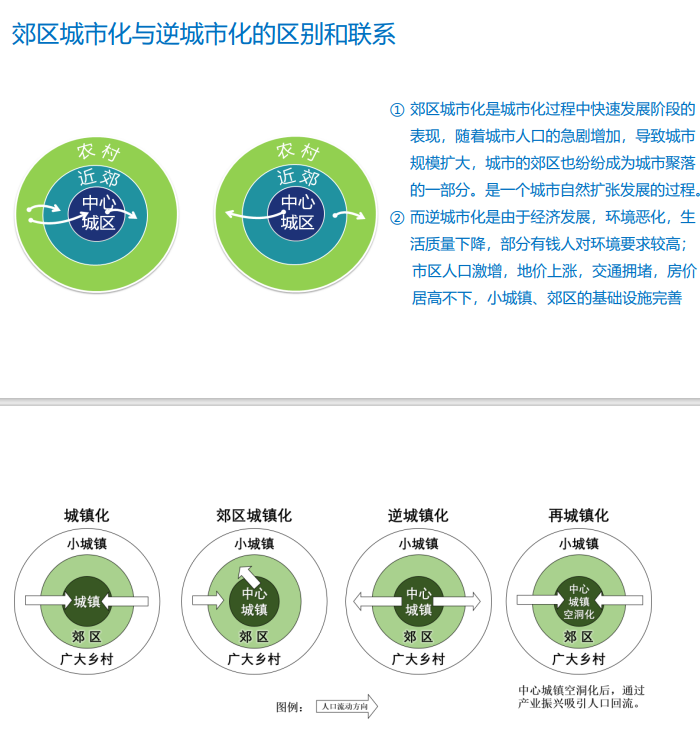 郊区城市化与逆城市化的区别和联系
农村
近郊
中心
城区
农村
近郊
中心
城区
① 郊区城市化是城市化过程中快速发展阶段的
表现，随着城市人口的急剧增加，导致城市
规模扩大，城市的郊区也纷纷成为城市聚落
的一部分。是一个城市自然扩张发展的过程。
② 而逆城市化是由于经济发展，环境恶化，生
活质量下降，部分有钱人对环境要求较高；
市区人口激增，地价上涨，交通拥堵，房价
居高不下，小城镇、郊区的基础设施完善
城镇化
小城镇
城镇
郊区
广大乡村
郊区城镇化
小城镇
中心
城镇
郊区
广大乡村
逆城镇化
小城镇
中心
城镇
郊区
广大乡村
再城镇化
小城镇
中心
城镇
空洞化
郊区
广大乡村
中心城镇空洞化后，通过
产业振兴吸引人口回流。
图例： 人口流动方向